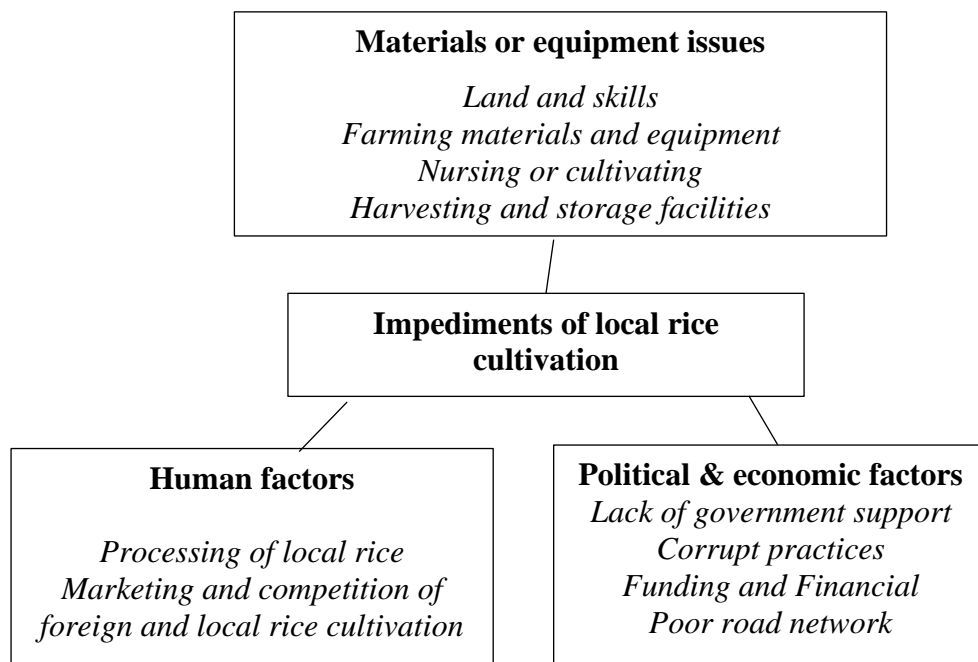 Materials or equipment issues
Land and skills
Farming materials and equipment
Nursing or cultivating
Harvesting and storage facilities
Impediments of local rice
cultivation
Human factors
Processing of local rice
Marketing and competition of
foreign and local rice cultivation
Political & economic factors
Lack of government support
Corrupt practices
Funding and Financial
Poor road network